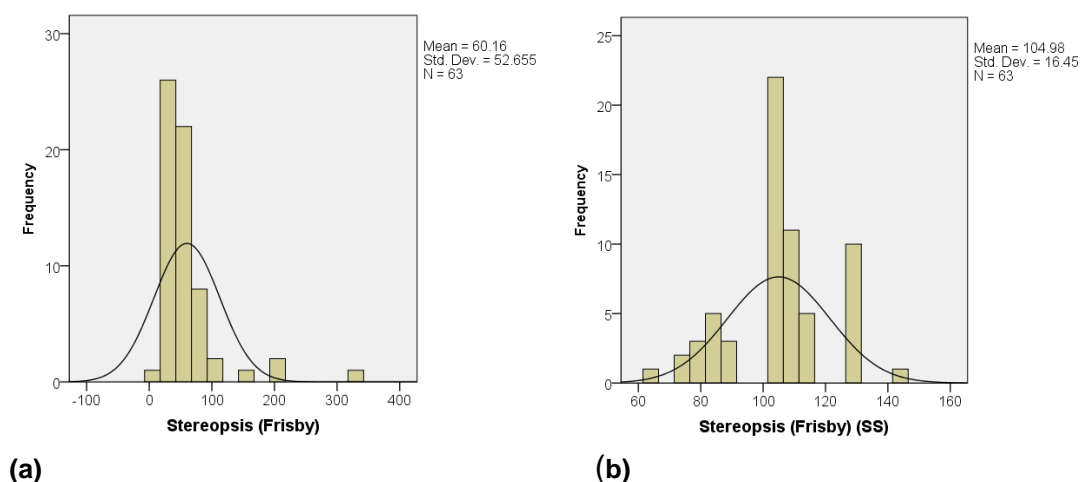 30
20
10
0
Frequency
-100 0 100 200 300 400
Stereopsis (Frisby)
Mean = 60.16
Std. Dev. = 52.655
N = 63
(a)
25
20
15
10
5
0
Frequency
60 80 100 120 140 160
Stereopsis (Frisby) (SS)
Mean = 104.98
Std. Dev. = 16.45
N = 63
(b)